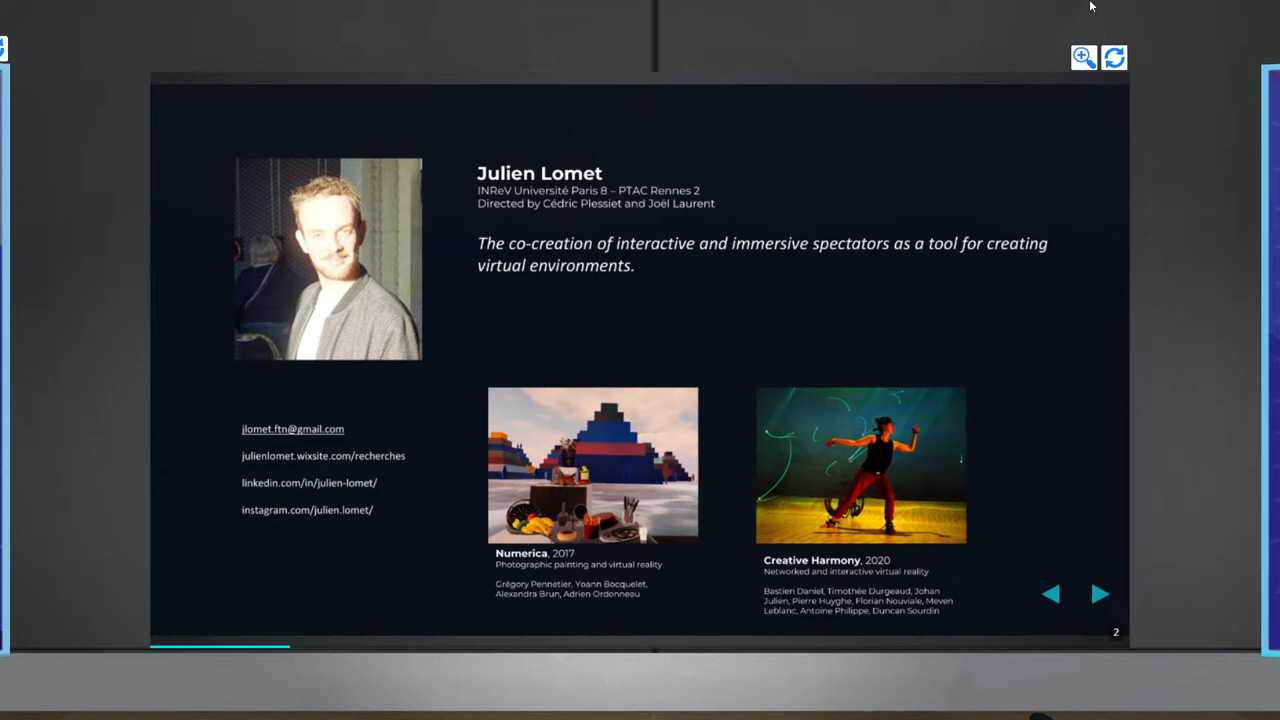 Julien Lomet
INReV Université Paris 8 – PTAC Rennes 2
Directed by Cédric Plessiet and Joël Laurent
The co-creation of interactive and immersive spectators as a tool for creating
virtual environments.
jlomet.ftn@gmail.com
julienlomet.wixsite.com/recherches
linkedin.com/in/julien-lomet/
instagram.com/julien.lomet/
Numerica, 2017
Photographic painting and virtual reality
Grégory Pennetier, Yoann Bocquelet,
Alexandra Brun, Adrien Ordonneau
Creative Harmony, 2020
Networked and interactive virtual reality
Bastien Daniel, Timothée Durgeaud, Johan
Julien, Pierre Huyghe, Florian Nouviale, Meven
Leblanc, Antoine Philippe, Duncan Sourdin
2